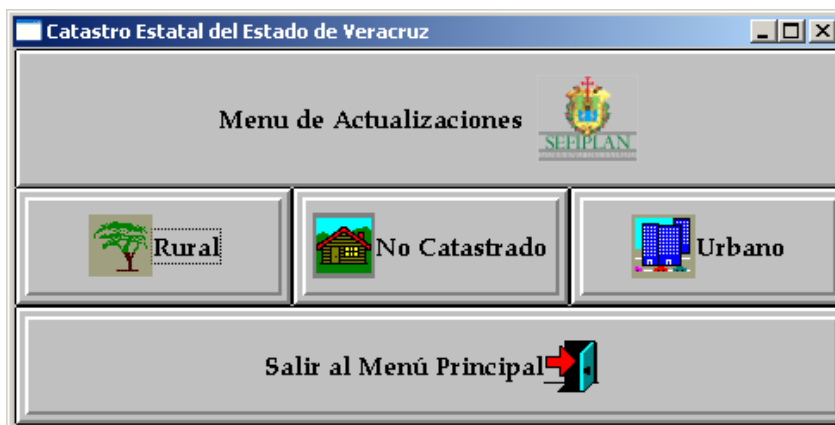 Catastro Estatal del Estado de Veracruz
Menu de Actualizaciones
SEFIPLAN
Rural
No Catastrado
Urbano
Salir al Menú Principal